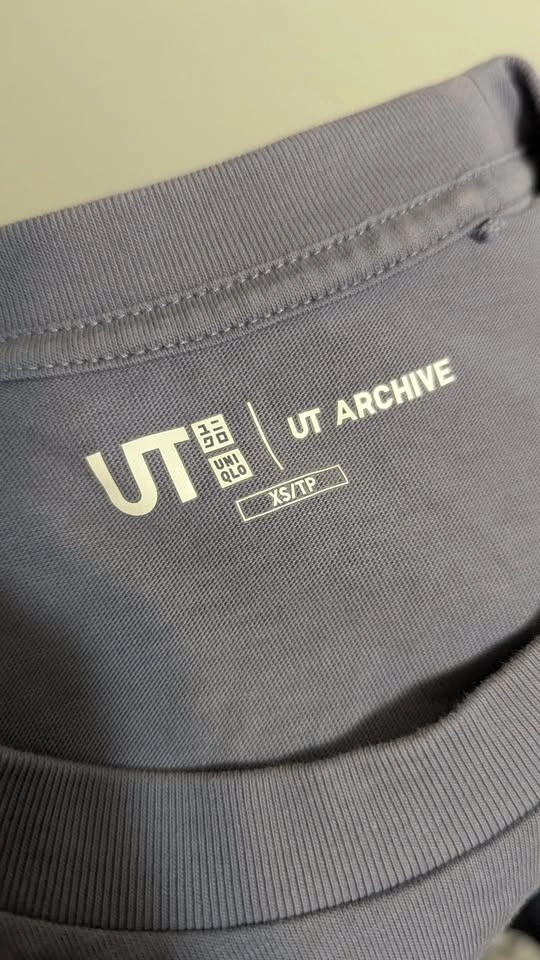 UT
ユニ
クロ
UNI
QLO
UT ARCHIVE
XS/TP